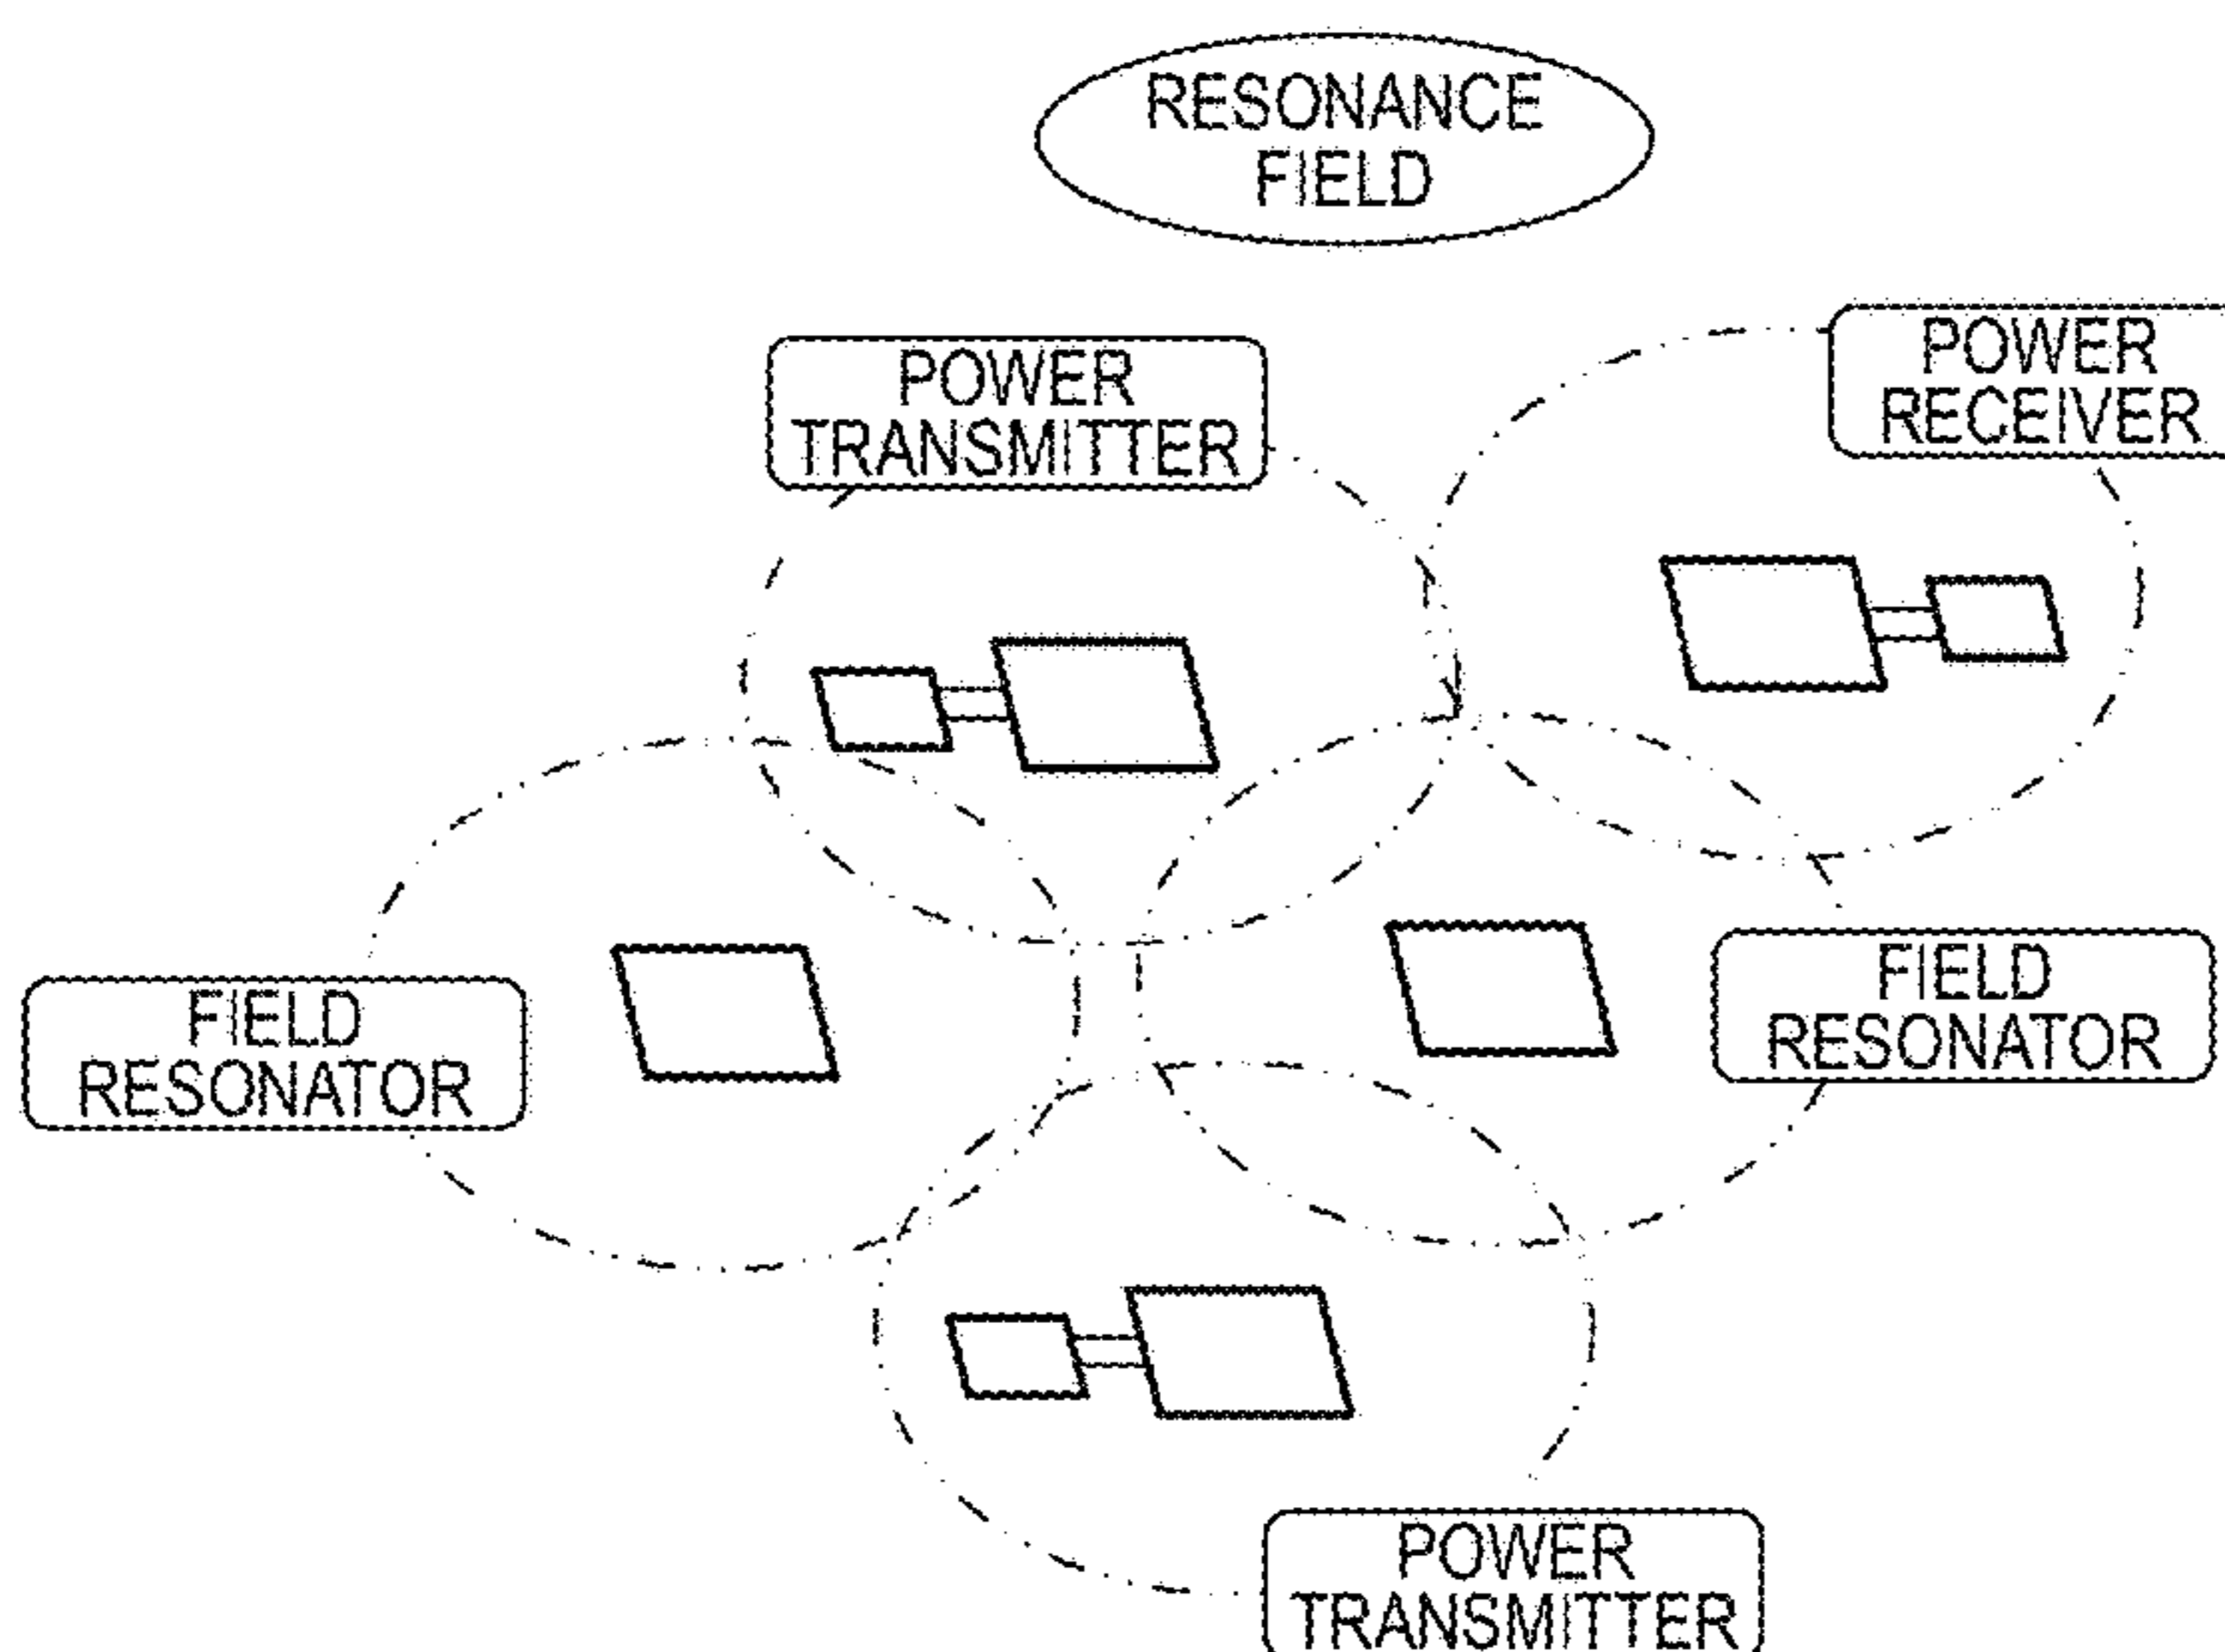 RESONANCE
FIELD
POWER
TRANSMITTER
POWER
RECEIVER
FIELD
RESONATOR
FIELD
RESONATOR
POWER
TRANSMITTER